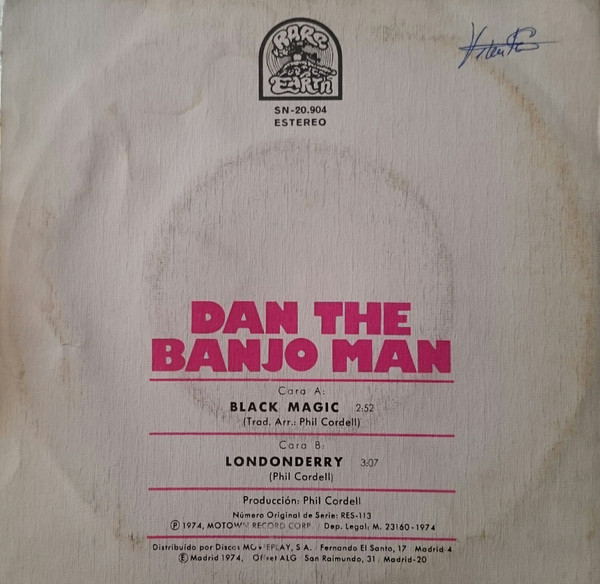 RARE
EARTH
SN-20.904
ESTEREO
DAN THE
BANJO MAN
Cara A:
BLACK MAGIC 2:52
(Trad. Arr.: Phil Cordell)
Cara B:
LONDONDERRY 3:07
(Phil Cordell)
Producción: Phil Cordell
Número Original de Serie: RES-113
Ⓟ 1974, MOTOWN RECORD CORP. / Dep. Legal: M. 23160-1974
Distribuido por Discos MOVIEPLAY, S.A. / Fernando El Santo, 17 / Madrid-4
Ⓔ Madrid 1974, / Offset ALG / San Raimundo, 31 / Madrid-20